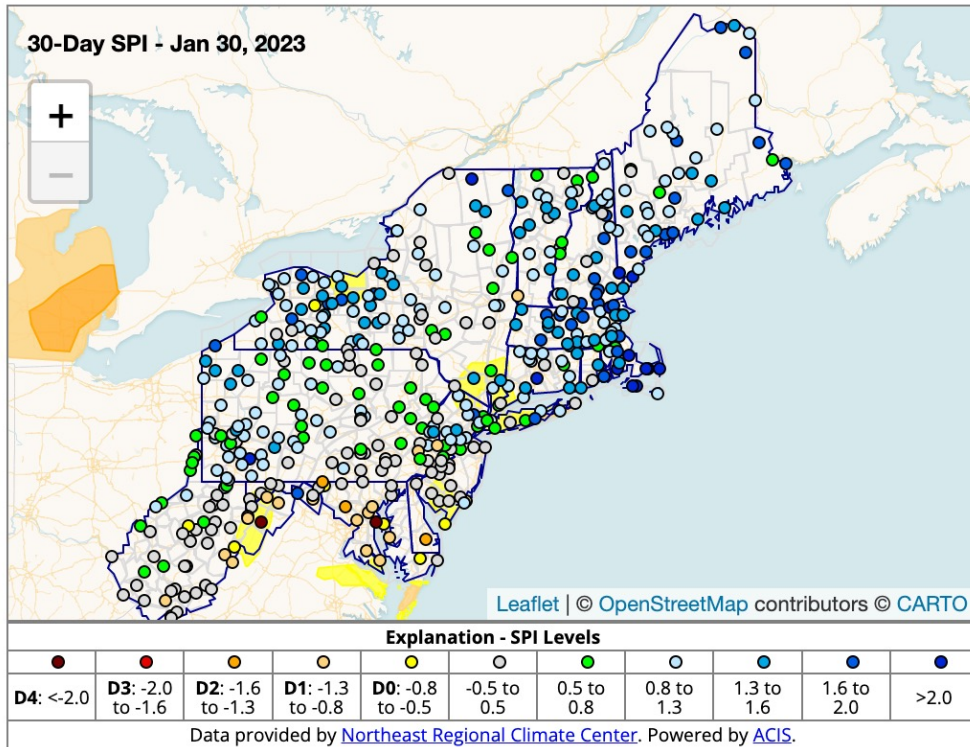 30-Day SPI - Jan 30, 2023
+
−
Leaflet | © OpenStreetMap contributors © CARTO
Explanation - SPI Levels
D4: <-2.0
D3: -2.0 to -1.6
D2: -1.6 to -1.3
D1: -1.3 to -0.8
D0: -0.8 to -0.5
-0.5 to 0.5
0.5 to 0.8
0.8 to 1.3
1.3 to 1.6
1.6 to 2.0
>2.0
Data provided by Northeast Regional Climate Center. Powered by ACIS.